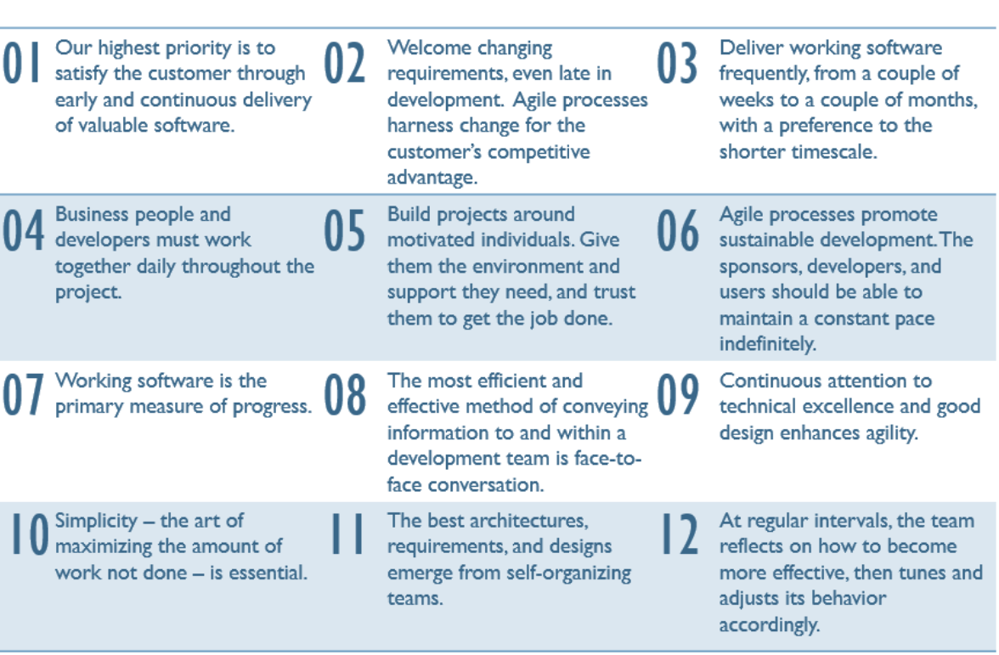 01
Our highest priority is to
satisfy the customer through
early and continuous delivery
of valuable software.
02
Welcome changing
requirements, even late in
development.  Agile processes
harness change for the
customer's competitive
advantage.
03
Deliver working software
frequently, from a couple of
weeks to a couple of months,
with a preference to the
shorter timescale.
04
Business people and
developers must work
together daily throughout the
project.
05
Build projects around
motivated individuals. Give
them the environment and
support they need, and trust
them to get the job done.
06
Agile processes promote
sustainable development. The
sponsors, developers, and
users should be able to
maintain a constant pace
indefinitely.
07
Working software is the
primary measure of progress.
08
The most efficient and
effective method of conveying
information to and within a
development team is face-to-
face conversation.
09
Continuous attention to
technical excellence and good
design enhances agility.
10
Simplicity – the art of
maximizing the amount of
work not done – is essential.
11
The best architectures,
requirements, and designs
emerge from self-organizing
teams.
12
At regular intervals, the team
reflects on how to become
more effective, then tunes and
adjusts its behavior
accordingly.